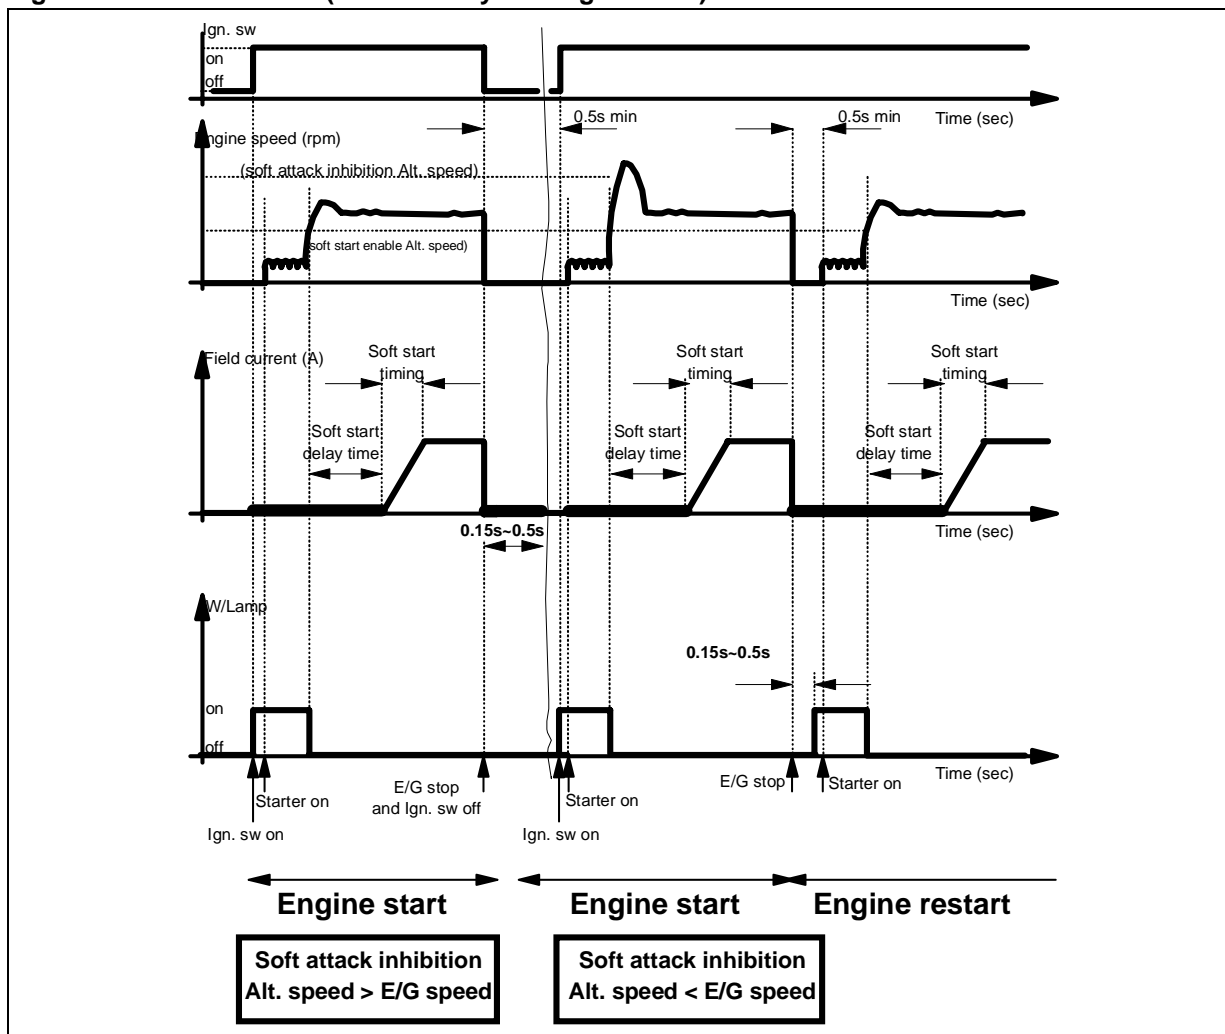 Ign. sw
on
off
Time (sec)
0.5s min
0.5s min
Engine speed (rpm)
(soft attack inhibition Alt. speed)
soft start enable Alt. speed)
Time (sec)
Field current (A)
Soft start
timing
Soft start
timing
Soft start
timing
Soft start
delay time
Soft start
delay time
Soft start
delay time
0.15s~0.5s
Time (sec)
W/Lamp
0.15s~0.5s
on
off
Time (sec)
Starter on
E/G stop
and Ign. sw off
Starter on
E/G stop
Starter on
Ign. sw on
Ign. sw on
Engine start
Engine start
Engine restart
Soft attack inhibition
Alt. speed > E/G speed
Soft attack inhibition
Alt. speed < E/G speed